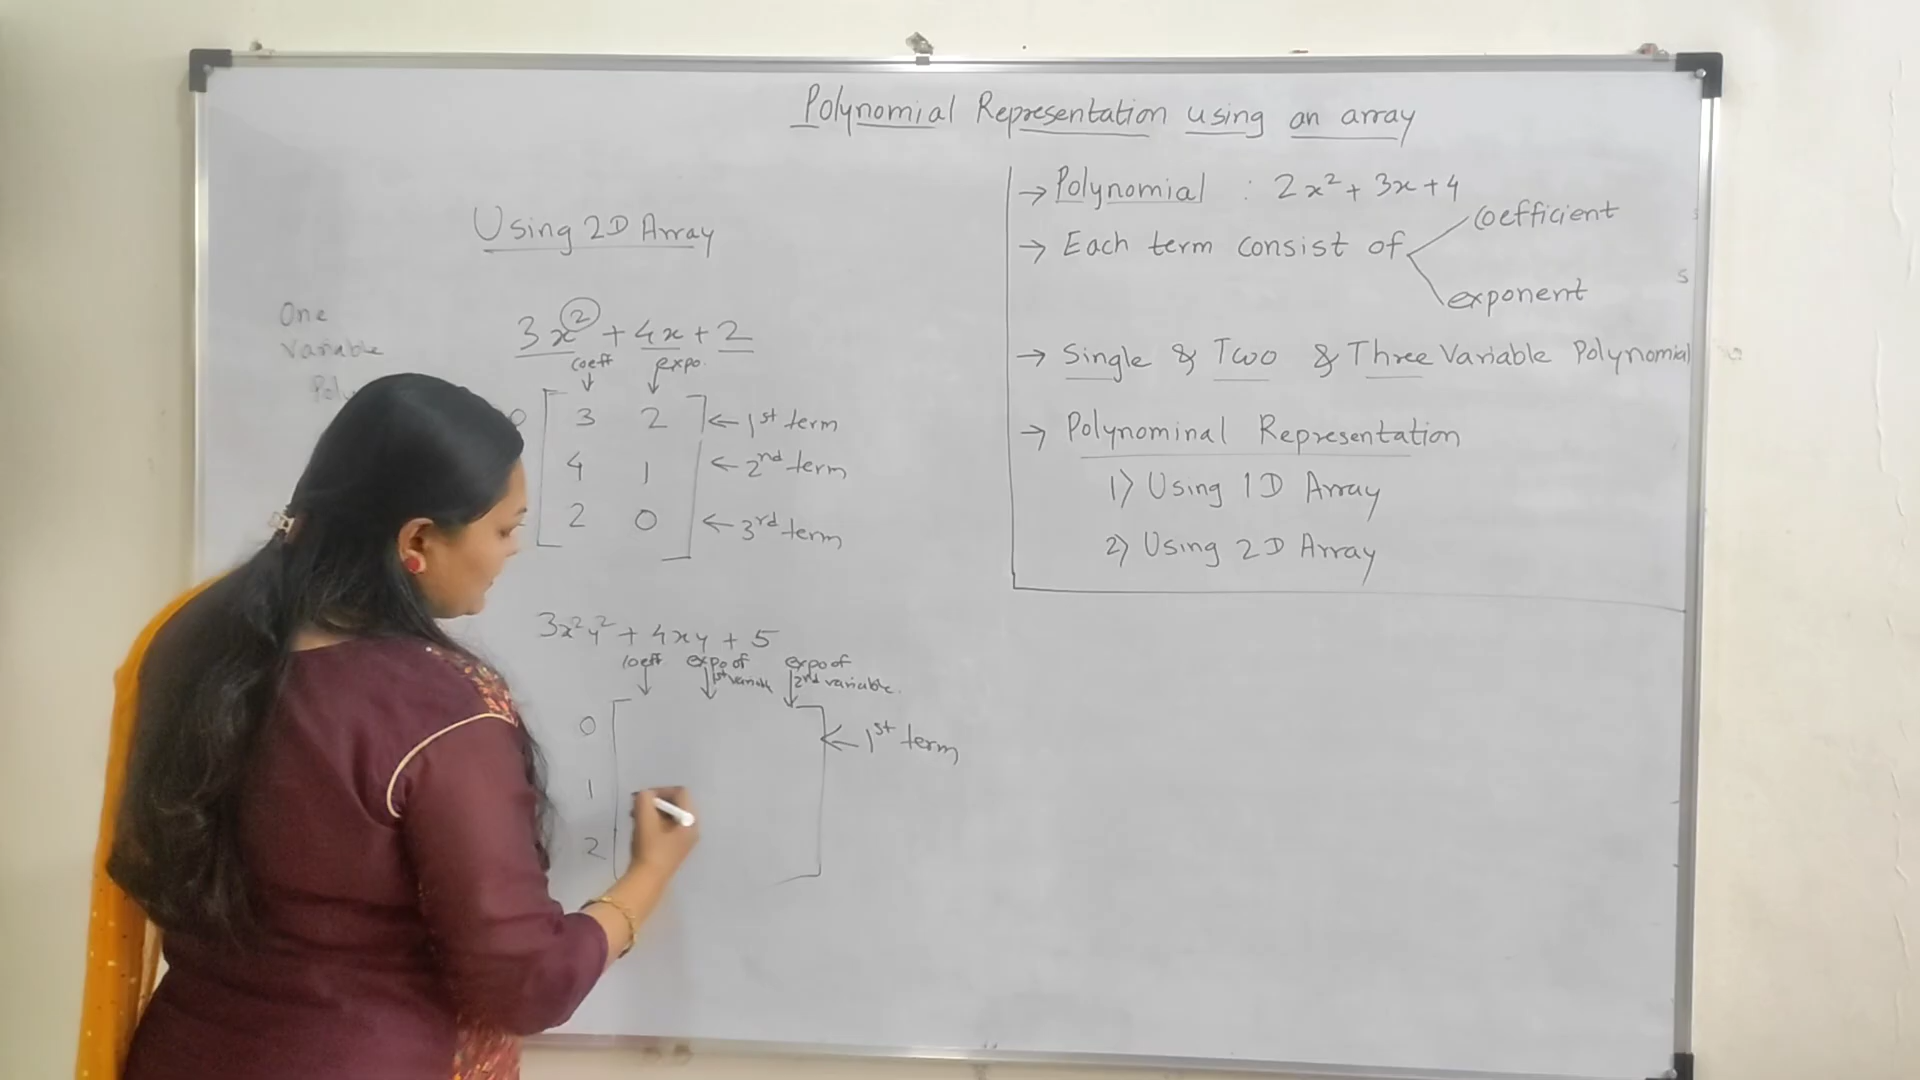 Polynomial Representation using an array
Using 2D Array
One
Variable
3x² + 4x + 2
coeff expo.
0 3 2 ← 1st term
4 1 ← 2nd term
2 0 ← 3rd term
3x²y² + 4xy + 5
coeff expo of 1st variable expo of 2nd variable.
0 ← 1st term
1
2
→ Polynomial : 2x² + 3x + 4
→ Each term consist of coefficient
exponent
→ Single & Two & Three Variable Polynomial
→ Polynominal Representation
1) Using 1D Array
2) Using 2D Array